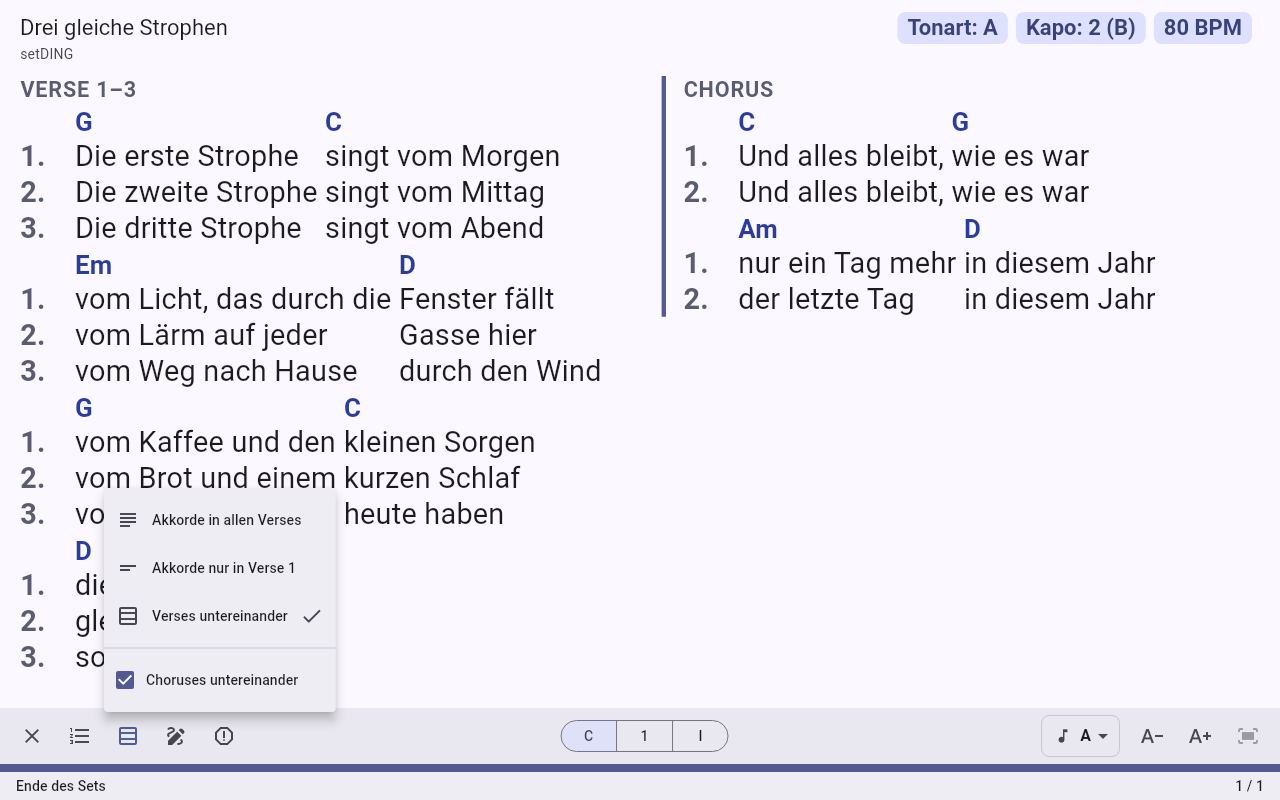 Drei gleiche Strophen
setDING
Tonart: A
Kapo: 2 (B)
80 BPM
VERSE 1–3
G C
1. Die erste Strophe singt vom Morgen
2. Die zweite Strophe singt vom Mittag
3. Die dritte Strophe singt vom Abend
Em D
1. vom Licht, das durch die Fenster fällt
2. vom Lärm auf jeder Gasse hier
3. vom Weg nach Hause durch den Wind
G C
1. vom Kaffee und den kleinen Sorgen
2. vom Brot und einem kurzen Schlaf
3. heute haben
D
1.
2.
3.
CHORUS
C G
1. Und alles bleibt, wie es war
2. Und alles bleibt, wie es war
Am D
1. nur ein Tag mehr in diesem Jahr
2. der letzte Tag in diesem Jahr
Akkorde in allen Verses
Akkorde nur in Verse 1
Verses untereinander
Choruses untereinander
C 1 I
A
A−
A+
Ende des Sets
1 / 1